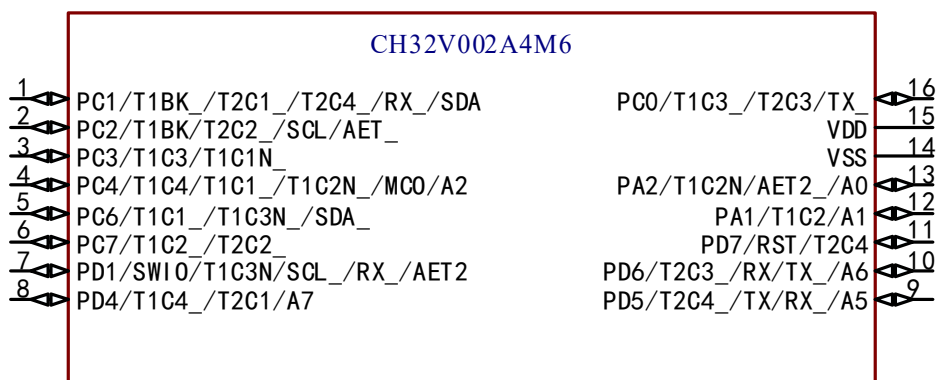 CH32V002A4M6
1 PC1/T1BK_/T2C1_/T2C4_/RX_/SDA PC0/T1C3_/T2C3/TX_ 16
2 PC2/T1BK/T2C2_/SCL/AET_ VDD 15
3 PC3/T1C3/T1C1N_ VSS 14
4 PC4/T1C4/T1C1_/T1C2N_/MCO/A2 PA2/T1C2N/AET2_/A0 13
5 PC6/T1C1_/T1C3N_/SDA_ PA1/T1C2/A1 12
6 PC7/T1C2_/T2C2_ PD7/RST/T2C4 11
7 PD1/SWIO/T1C3N/SCL_/RX_/AET2 PD6/T2C3_/RX/TX_/A6 10
8 PD4/T1C4_/T2C1/A7 PD5/T2C4_/TX/RX_/A5 9